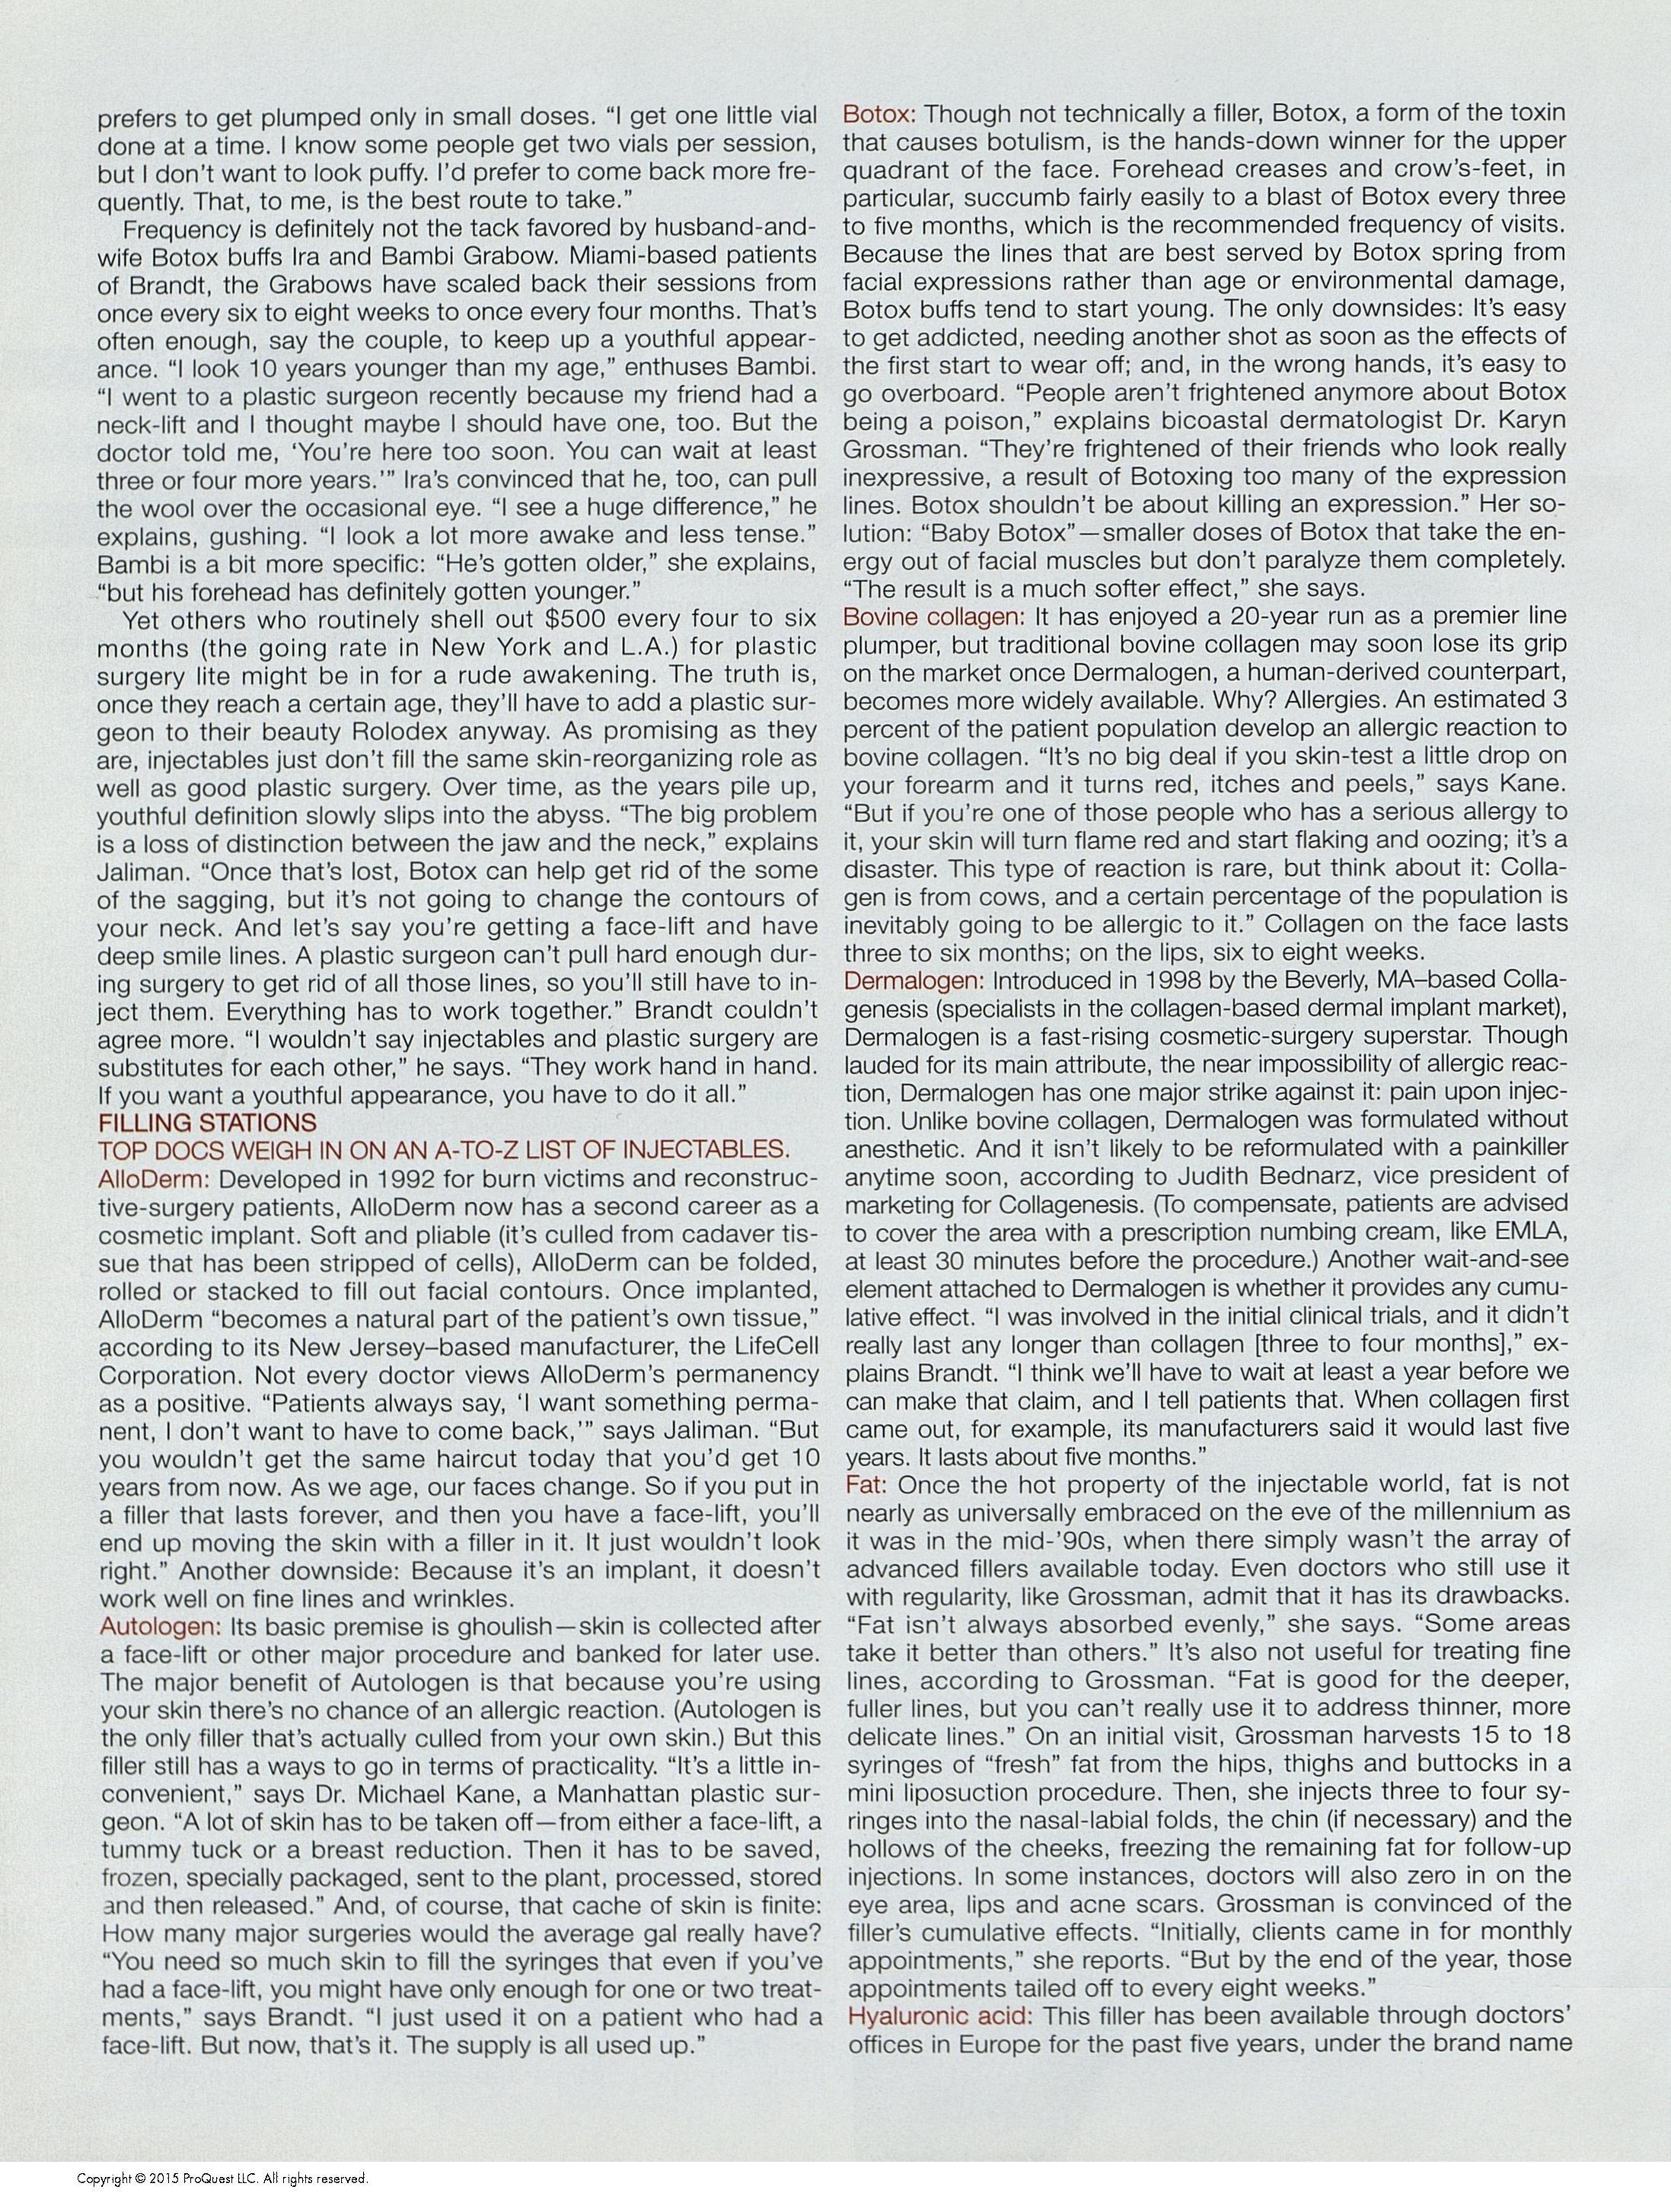 prefers to get plumped only in small doses. “I get one little vial
done at a time. I know some people get two vials per session,
but I don’t want to look puffy. I’d prefer to come back more fre-
quently. That, to me, is the best route to take.”
Frequency is definitely not the tack favored by husband-and-
wife Botox buffs Ira and Bambi Grabow. Miami-based patients
of Brandt, the Grabows have scaled back their sessions from
once every six to eight weeks to once every four months. That’s
often enough, say the couple, to keep up a youthful appear-
ance. “I look 10 years younger than my age,” enthuses Bambi.
“I went to a plastic surgeon recently because my friend had a
neck-lift and I thought maybe I should have one, too. But the
doctor told me, ‘You’re here too soon. You can wait at least
three or four more years.’” Ira’s convinced that he, too, can pull
the wool over the occasional eye. “I see a huge difference,” he
explains, gushing. “I look a lot more awake and less tense.”
Bambi is a bit more specific: “He’s gotten older,” she explains,
“but his forehead has definitely gotten younger.”
Yet others who routinely shell out $500 every four to six
months (the going rate in New York and L.A.) for plastic
surgery lite might be in for a rude awakening. The truth is,
once they reach a certain age, they’ll have to add a plastic sur-
geon to their beauty Rolodex anyway. As promising as they
are, injectables just don’t fill the same skin-reorganizing role as
well as good plastic surgery. Over time, as the years pile up,
youthful definition slowly slips into the abyss. “The big problem
is a loss of distinction between the jaw and the neck,” explains
Jaliman. “Once that’s lost, Botox can help get rid of the some
of the sagging, but it’s not going to change the contours of
your neck. And let’s say you’re getting a face-lift and have
deep smile lines. A plastic surgeon can’t pull hard enough dur-
ing surgery to get rid of all those lines, so you’ll still have to in-
ject them. Everything has to work together.” Brandt couldn’t
agree more. “I wouldn’t say injectables and plastic surgery are
substitutes for each other,” he says. “They work hand in hand.
If you want a youthful appearance, you have to do it all.”
FILLING STATIONS
TOP DOCS WEIGH IN ON AN A-TO-Z LIST OF INJECTABLES.
AlloDerm: Developed in 1992 for burn victims and reconstruc-
tive-surgery patients, AlloDerm now has a second career as a
cosmetic implant. Soft and pliable (it’s culled from cadaver tis-
sue that has been stripped of cells), AlloDerm can be folded,
rolled or stacked to fill out facial contours. Once implanted,
AlloDerm “becomes a natural part of the patient’s own tissue,”
according to its New Jersey–based manufacturer, the LifeCell
Corporation. Not every doctor views AlloDerm’s permanency
as a positive. “Patients always say, ‘I want something perma-
nent, I don’t want to have to come back,’” says Jaliman. “But
you wouldn’t get the same haircut today that you’d get 10
years from now. As we age, our faces change. So if you put in
a filler that lasts forever, and then you have a face-lift, you’ll
end up moving the skin with a filler in it. It just wouldn’t look
right.” Another downside: Because it’s an implant, it doesn’t
work well on fine lines and wrinkles.
Autologen: Its basic premise is ghoulish—skin is collected after
a face-lift or other major procedure and banked for later use.
The major benefit of Autologen is that because you’re using
your skin there’s no chance of an allergic reaction. (Autologen is
the only filler that’s actually culled from your own skin.) But this
filler still has a ways to go in terms of practicality. “It’s a little in-
convenient,” says Dr. Michael Kane, a Manhattan plastic sur-
geon. “A lot of skin has to be taken off—from either a face-lift, a
tummy tuck or a breast reduction. Then it has to be saved,
frozen, specially packaged, sent to the plant, processed, stored
and then released.” And, of course, that cache of skin is finite:
How many major surgeries would the average gal really have?
“You need so much skin to fill the syringes that even if you’ve
had a face-lift, you might have only enough for one or two treat-
ments,” says Brandt. “I just used it on a patient who had a
face-lift. But now, that’s it. The supply is all used up.”
Botox: Though not technically a filler, Botox, a form of the toxin
that causes botulism, is the hands-down winner for the upper
quadrant of the face. Forehead creases and crow’s-feet, in
particular, succumb fairly easily to a blast of Botox every three
to five months, which is the recommended frequency of visits.
Because the lines that are best served by Botox spring from
facial expressions rather than age or environmental damage,
Botox buffs tend to start young. The only downsides: It’s easy
to get addicted, needing another shot as soon as the effects of
the first start to wear off; and, in the wrong hands, it’s easy to
go overboard. “People aren’t frightened anymore about Botox
being a poison,” explains bicoastal dermatologist Dr. Karyn
Grossman. “They’re frightened of their friends who look really
inexpressive, a result of Botoxing too many of the expression
lines. Botox shouldn’t be about killing an expression.” Her so-
lution: “Baby Botox”—smaller doses of Botox that take the en-
ergy out of facial muscles but don’t paralyze them completely.
“The result is a much softer effect,” she says.
Bovine collagen: It has enjoyed a 20-year run as a premier line
plumper, but traditional bovine collagen may soon lose its grip
on the market once Dermalogen, a human-derived counterpart,
becomes more widely available. Why? Allergies. An estimated 3
percent of the patient population develop an allergic reaction to
bovine collagen. “It’s no big deal if you skin-test a little drop on
your forearm and it turns red, itches and peels,” says Kane.
“But if you’re one of those people who has a serious allergy to
it, your skin will turn flame red and start flaking and oozing; it’s a
disaster. This type of reaction is rare, but think about it: Colla-
gen is from cows, and a certain percentage of the population is
inevitably going to be allergic to it.” Collagen on the face lasts
three to six months; on the lips, six to eight weeks.
Dermalogen: Introduced in 1998 by the Beverly, MA–based Colla-
genesis (specialists in the collagen-based dermal implant market),
Dermalogen is a fast-rising cosmetic-surgery superstar. Though
lauded for its main attribute, the near impossibility of allergic reac-
tion, Dermalogen has one major strike against it: pain upon injec-
tion. Unlike bovine collagen, Dermalogen was formulated without
anesthetic. And it isn’t likely to be reformulated with a painkiller
anytime soon, according to Judith Bednarz, vice president of
marketing for Collagenesis. (To compensate, patients are advised
to cover the area with a prescription numbing cream, like EMLA,
at least 30 minutes before the procedure.) Another wait-and-see
element attached to Dermalogen is whether it provides any cumu-
lative effect. “I was involved in the initial clinical trials, and it didn’t
really last any longer than collagen [three to four months],” ex-
plains Brandt. “I think we’ll have to wait at least a year before we
can make that claim, and I tell patients that. When collagen first
came out, for example, its manufacturers said it would last five
years. It lasts about five months.”
Fat: Once the hot property of the injectable world, fat is not
nearly as universally embraced on the eve of the millennium as
it was in the mid-’90s, when there simply wasn’t the array of
advanced fillers available today. Even doctors who still use it
with regularity, like Grossman, admit that it has its drawbacks.
“Fat isn’t always absorbed evenly,” she says. “Some areas
take it better than others.” It’s also not useful for treating fine
lines, according to Grossman. “Fat is good for the deeper,
fuller lines, but you can’t really use it to address thinner, more
delicate lines.” On an initial visit, Grossman harvests 15 to 18
syringes of “fresh” fat from the hips, thighs and buttocks in a
mini liposuction procedure. Then, she injects three to four sy-
ringes into the nasal-labial folds, the chin (if necessary) and the
hollows of the cheeks, freezing the remaining fat for follow-up
injections. In some instances, doctors will also zero in on the
eye area, lips and acne scars. Grossman is convinced of the
filler’s cumulative effects. “Initially, clients came in for monthly
appointments,” she reports. “But by the end of the year, those
appointments tailed off to every eight weeks.”
Hyaluronic acid: This filler has been available through doctors’
offices in Europe for the past five years, under the brand name
Copyright © 2015 ProQuest LLC. All rights reserved.